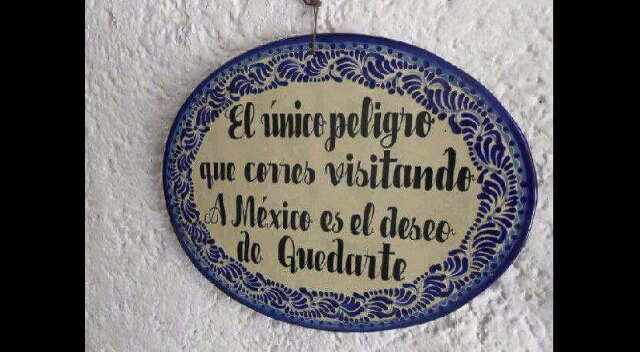 El único peligro
que corres visitando
A México es el deseo
de Quedarte